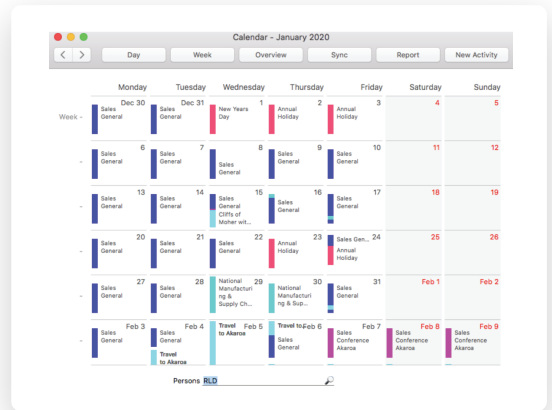 Calendar - January 2020
< > Day Week Overview Sync Report New Activity
Monday Tuesday Wednesday Thursday Friday Saturday Sunday
Week - Dec 30 Dec 31 1 2 3 4 5
Sales Sales New Years Annual Annual
General General Day Holiday Holiday
- 6 7 8 9 10 11 12
Sales Sales Sales Sales Sales
General General General General General
- 13 14 15 16 17 18 19
Sales Sales Sales Sales Sales
General General General General General
Cliffs of
Moher wit...
- 20 21 22 23 24 25 26
Sales Sales Sales Annual Sales Gen...
General General General Holiday Annual
Holiday
- 27 28 29 30 31 Feb 1 Feb 2
Sales Sales National National Sales
General General Manufacturi Manufacturi General
ng & ng &
Supply Ch... Sup...
- Feb 3 Feb 4 Feb 5 Feb 6 Feb 7 Feb 8 Feb 9
Sales Sales Travel Travel to... Sales Sales Sales
General General to Akaroa Sales Conference Conference Conference
Travel General Akaroa Akaroa Akaroa
to Akaroa
Persons RLD